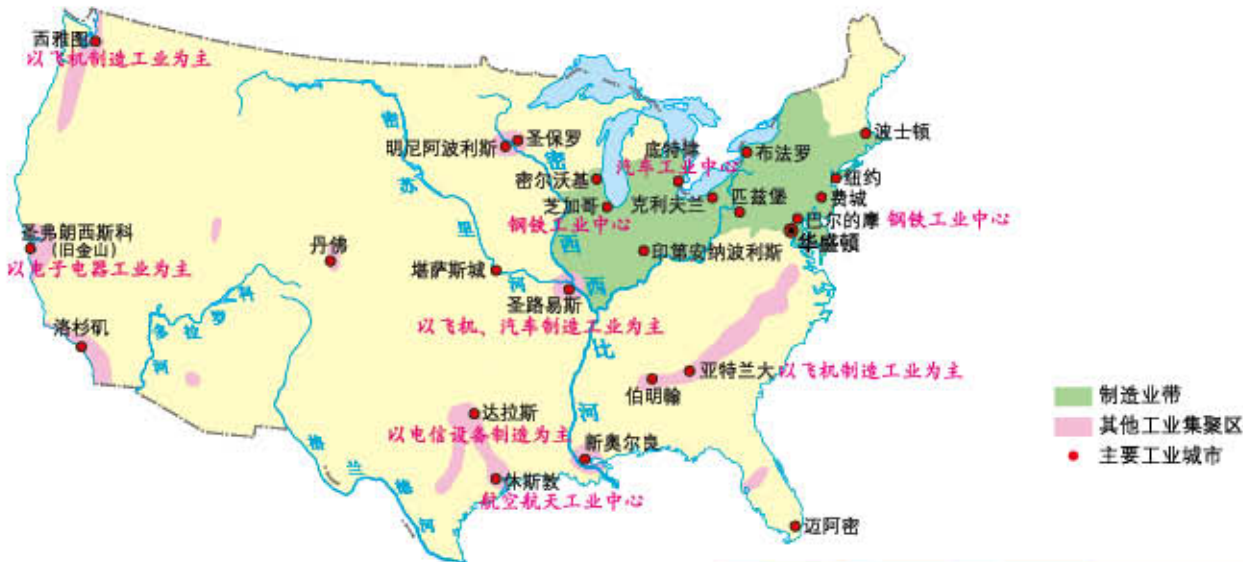 西雅图
以飞机制造工业为主
圣弗朗西斯科
(旧金山)
以电子电器工业为主
洛杉矶
丹佛
科罗拉多河
密苏里河
明尼阿波利斯
圣保罗
密西西比河
密尔沃基
芝加哥
钢铁工业中心
底特律
汽车工业中心
克利夫兰
匹兹堡
布法罗
波士顿
纽约
费城
巴尔的摩
钢铁工业中心
华盛顿
印第安纳波利斯
堪萨斯城
圣路易斯
以飞机、汽车制造工业为主
亚特兰大
以飞机制造工业为主
伯明翰
达拉斯
以电信设备制造为主
新奥尔良
休斯敦
航空航天工业中心
格兰德河
迈阿密
制造业带
其他工业集聚区
主要工业城市